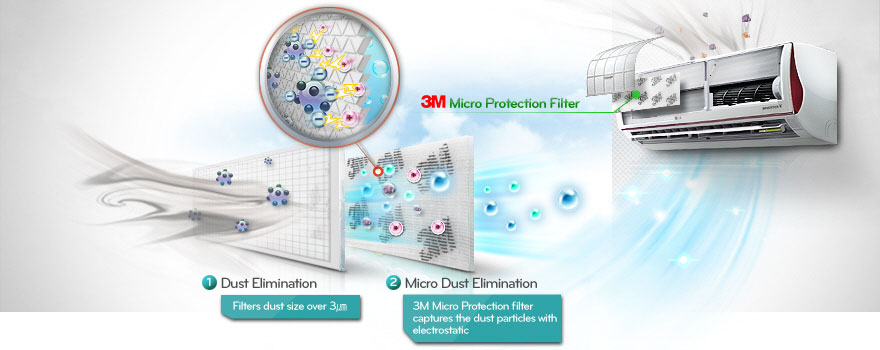 3M Micro Protection Filter
1 Dust Elimination
Filters dust size over 3㎛
2 Micro Dust Elimination
3M Micro Protection filter
captures the dust particles with
electrostatic